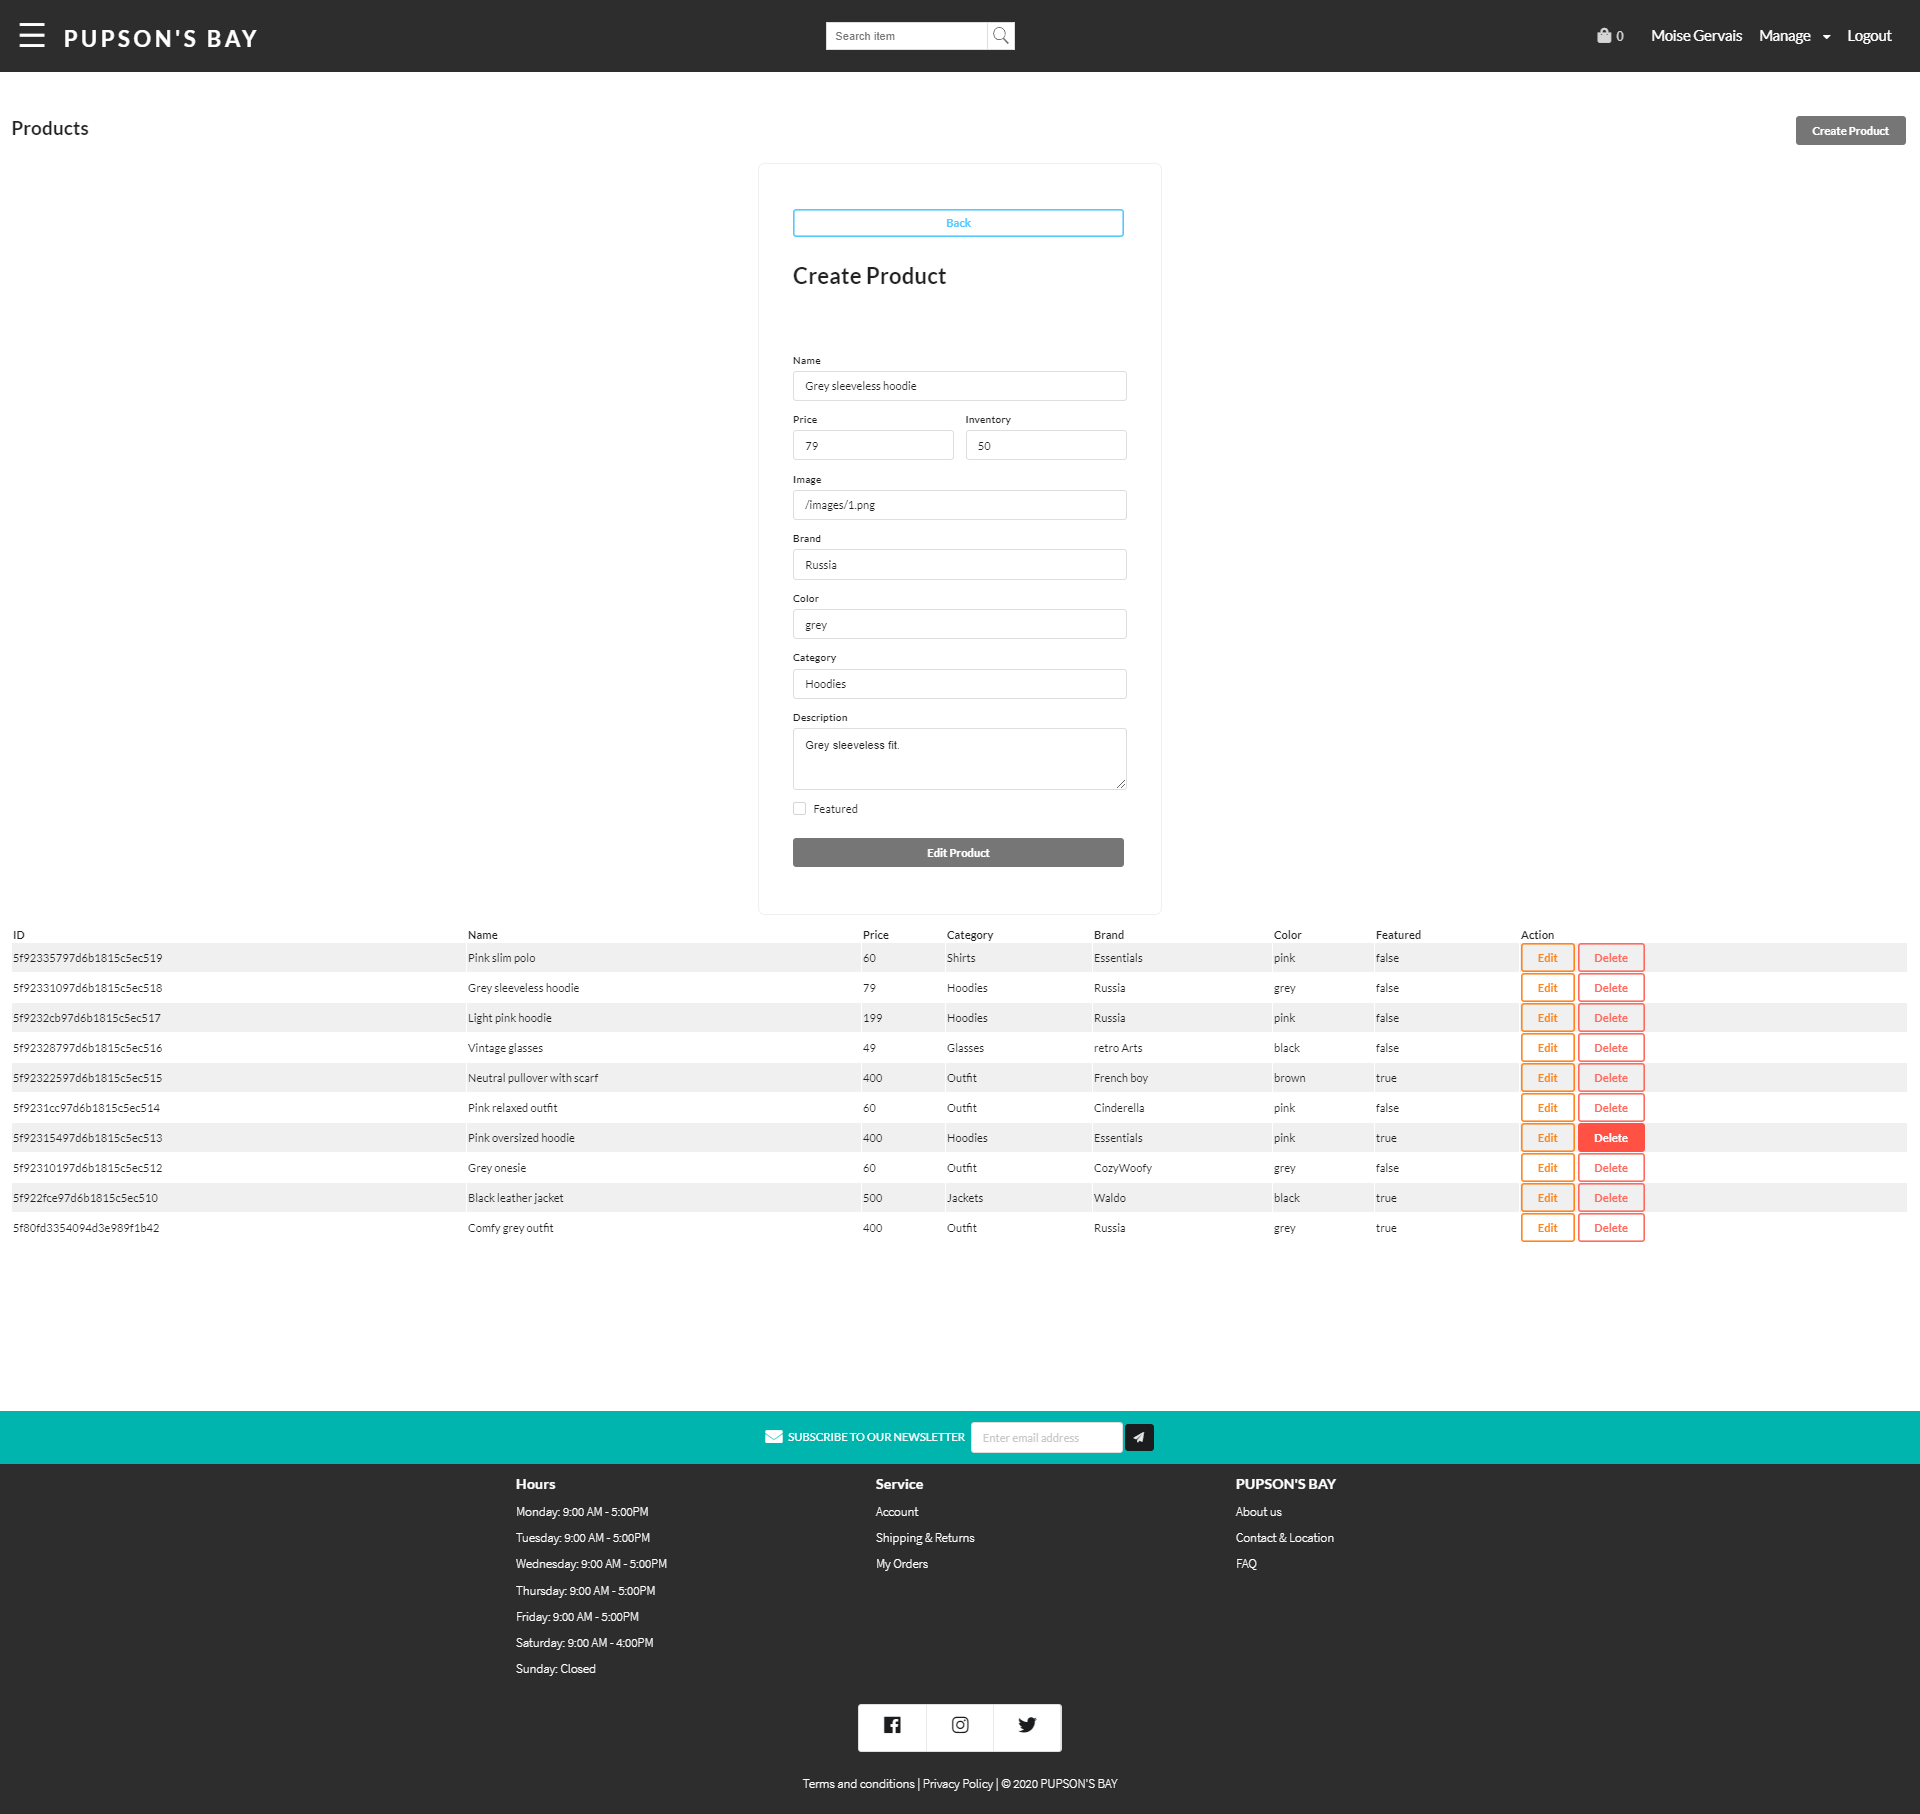 PUPSON'S BAY
Search item
0 Moise Gervais Manage Logout
Products
Create Product
Back
Create Product
Name
Grey sleeveless hoodie
Price Inventory
79 50
Image
/images/1.png
Brand
Russia
Color
grey
Category
Hoodies
Description
Grey sleeveless fit.
Featured
Edit Product
ID Name Price Category Brand Color Featured Action
5f92335797d6b1815c5ec519 Pink slim polo 60 Shirts Essentials pink false Edit Delete
5f92331097d6b1815c5ec518 Grey sleeveless hoodie 79 Hoodies Russia grey false Edit Delete
5f9232cb97d6b1815c5ec517 Light pink hoodie 199 Hoodies Russia pink false Edit Delete
5f92328797d6b1815c5ec516 Vintage glasses 49 Glasses retro Arts black false Edit Delete
5f92322597d6b1815c5ec515 Neutral pullover with scarf 400 Outfit French boy brown true Edit Delete
5f9231cc97d6b1815c5ec514 Pink relaxed outfit 60 Outfit Cinderella pink false Edit Delete
5f92315497d6b1815c5ec513 Pink oversized hoodie 400 Hoodies Essentials pink true Edit Delete
5f92310197d6b1815c5ec512 Grey onesie 60 Outfit CozyWoofy grey false Edit Delete
5f922fce97d6b1815c5ec510 Black leather jacket 500 Jackets Waldo black true Edit Delete
5f80fd3354094d3e989f1b42 Comfy grey outfit 400 Outfit Russia grey true Edit Delete
SUBSCRIBE TO OUR NEWSLETTER Enter email address
Hours
Monday: 9:00 AM - 5:00PM
Tuesday: 9:00 AM - 5:00PM
Wednesday: 9:00 AM - 5:00PM
Thursday: 9:00 AM - 5:00PM
Friday: 9:00 AM - 5:00PM
Saturday: 9:00 AM - 4:00PM
Sunday: Closed
Service
Account
Shipping & Returns
My Orders
PUPSON'S BAY
About us
Contact & Location
FAQ
Terms and conditions | Privacy Policy | © 2020 PUPSON'S BAY